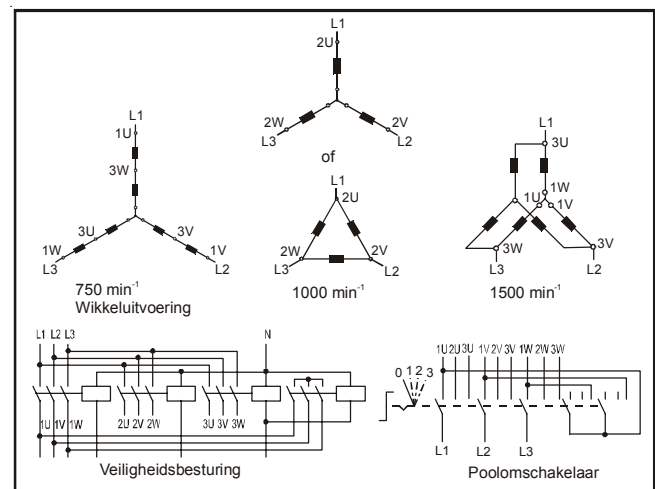 L1
2U
2W
2V
L3
L2
of
L1
1U
3W
3U
3V
1W
1V
L3
L2
750 min⁻¹
Wikkeluitvoering
L1
2U
2W
2V
L3
L2
1000 min⁻¹
L1
3U
1W
1U
1V
3W
3V
L3
L2
1500 min⁻¹
L1 L2 L3
N
1U 1V 1W
2U 2V 2W
3U 3V 3W
Veiligheidsbesturing
1U 2U 3U 1V 2V 3V 1W 2W 3W
0 1 2 3
L1
L2
L3
Poolomschakelaar